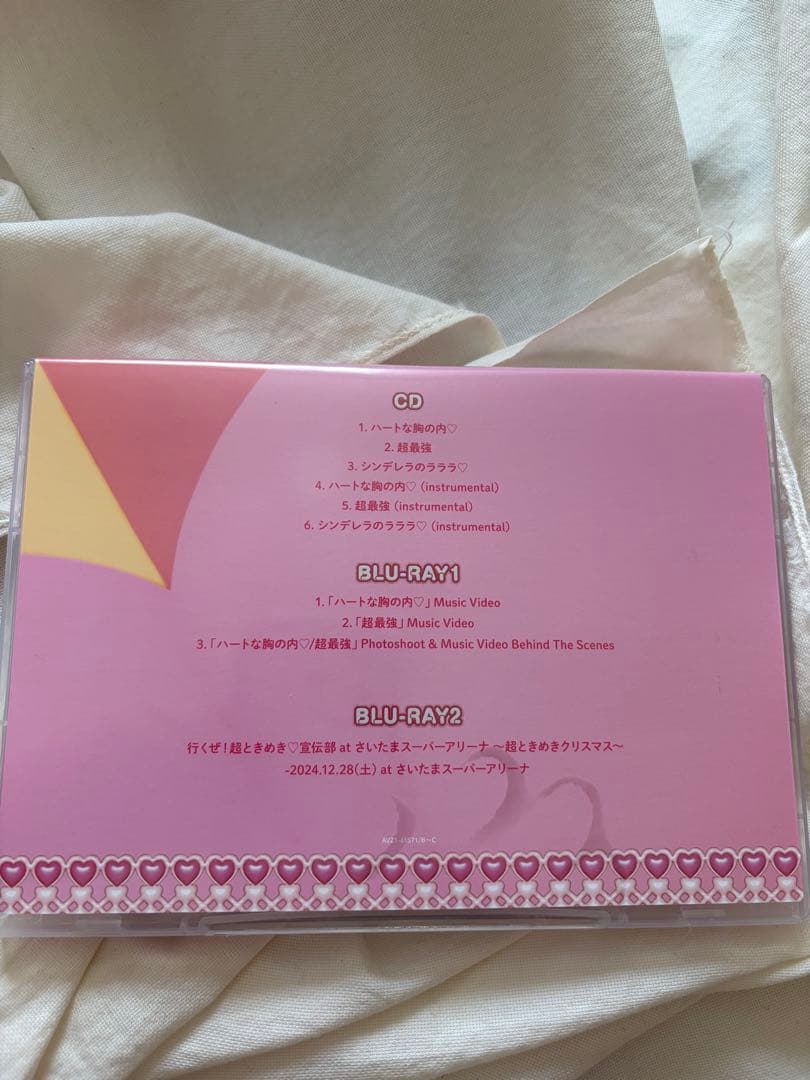 CD
1. ハートな胸の内♡
2. 超最強
3. シンデレラのラララ♡
4. ハートな胸の内♡ (instrumental)
5. 超最強 (instrumental)
6. シンデレラのラララ♡ (instrumental)
BLU-RAY1
1.「ハートな胸の内♡」Music Video
2.「超最強」Music Video
3.「ハートな胸の内♡/超最強」Photoshoot & Music Video Behind The Scenes
BLU-RAY2
行くぜ！超ときめき♡宣伝部 at さいたまスーパーアリーナ 〜超ときめきクリスマス〜
-2024.12.28(土) at さいたまスーパーアリーナ